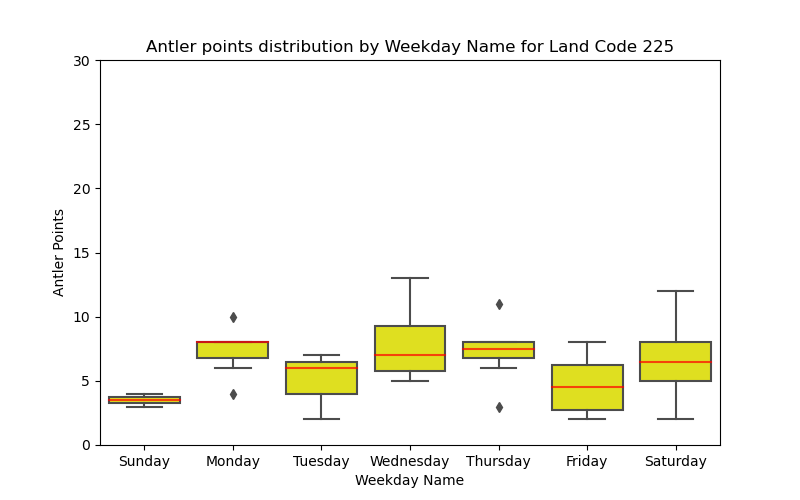 Antler points distribution by Weekday Name for Land Code 225
30
25
20
15
10
5
0
Antler Points
Sunday Monday Tuesday Wednesday Thursday Friday Saturday
Weekday Name